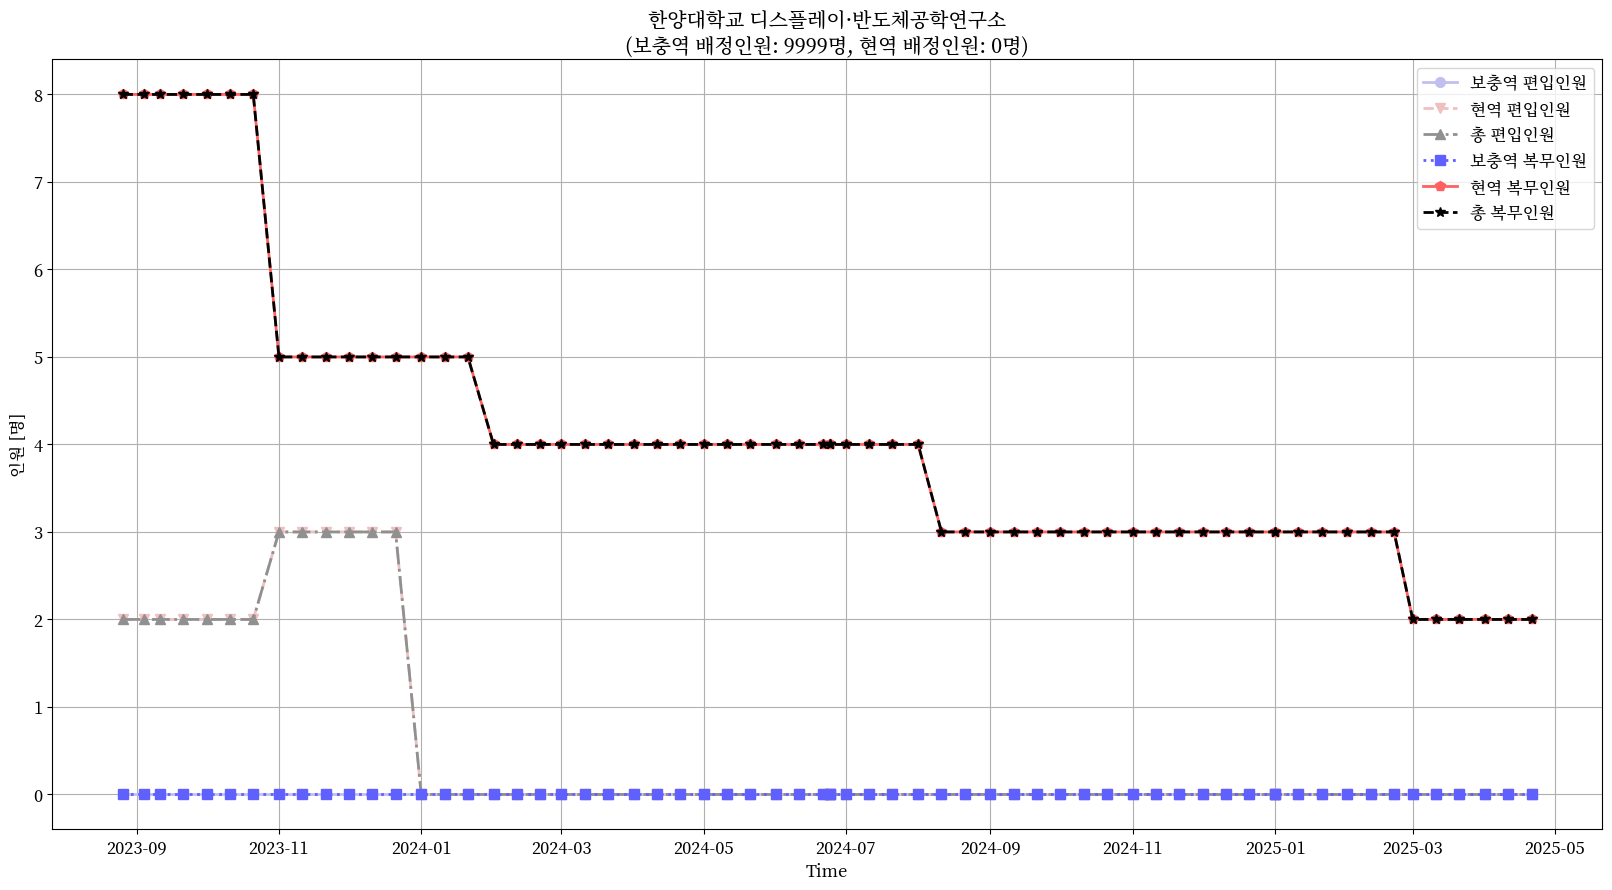 한양대학교 디스플레이·반도체공학연구소
(보충역 배정인원: 9999명, 현역 배정인원: 0명)
보충역 편입인원
현역 편입인원
총 편입인원
보충역 복무인원
현역 복무인원
총 복무인원
인원 [명]
8
7
6
5
4
3
2
1
0
2023-09
2023-11
2024-01
2024-03
2024-05
2024-07
2024-09
2024-11
2025-01
2025-03
2025-05
Time